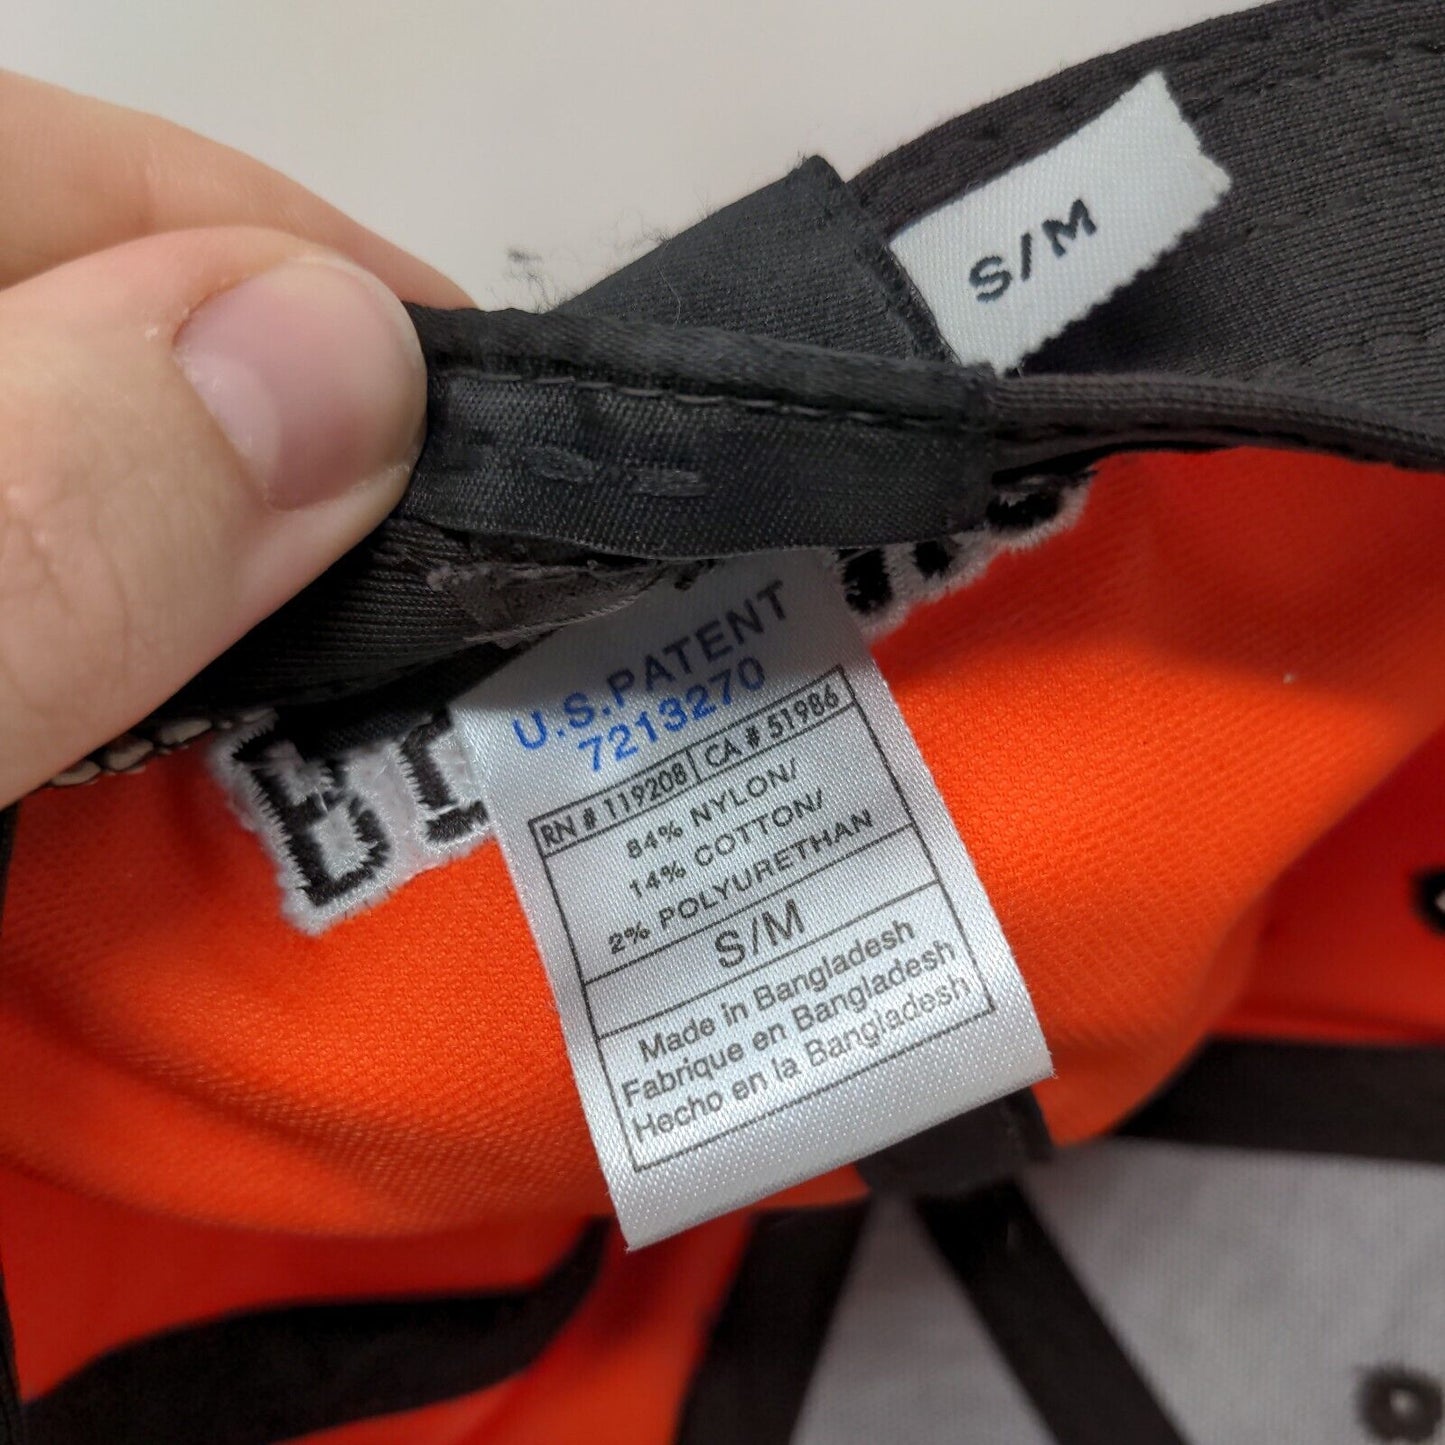 S/M
U.S.PATENT
7213270
RN # 119208 | CA # 51986
84% NYLON/
14% COTTON/
2% POLYURETHAN
S/M
Made in Bangladesh
Fabrique en Bangladesh
Hecho en la Bangladesh